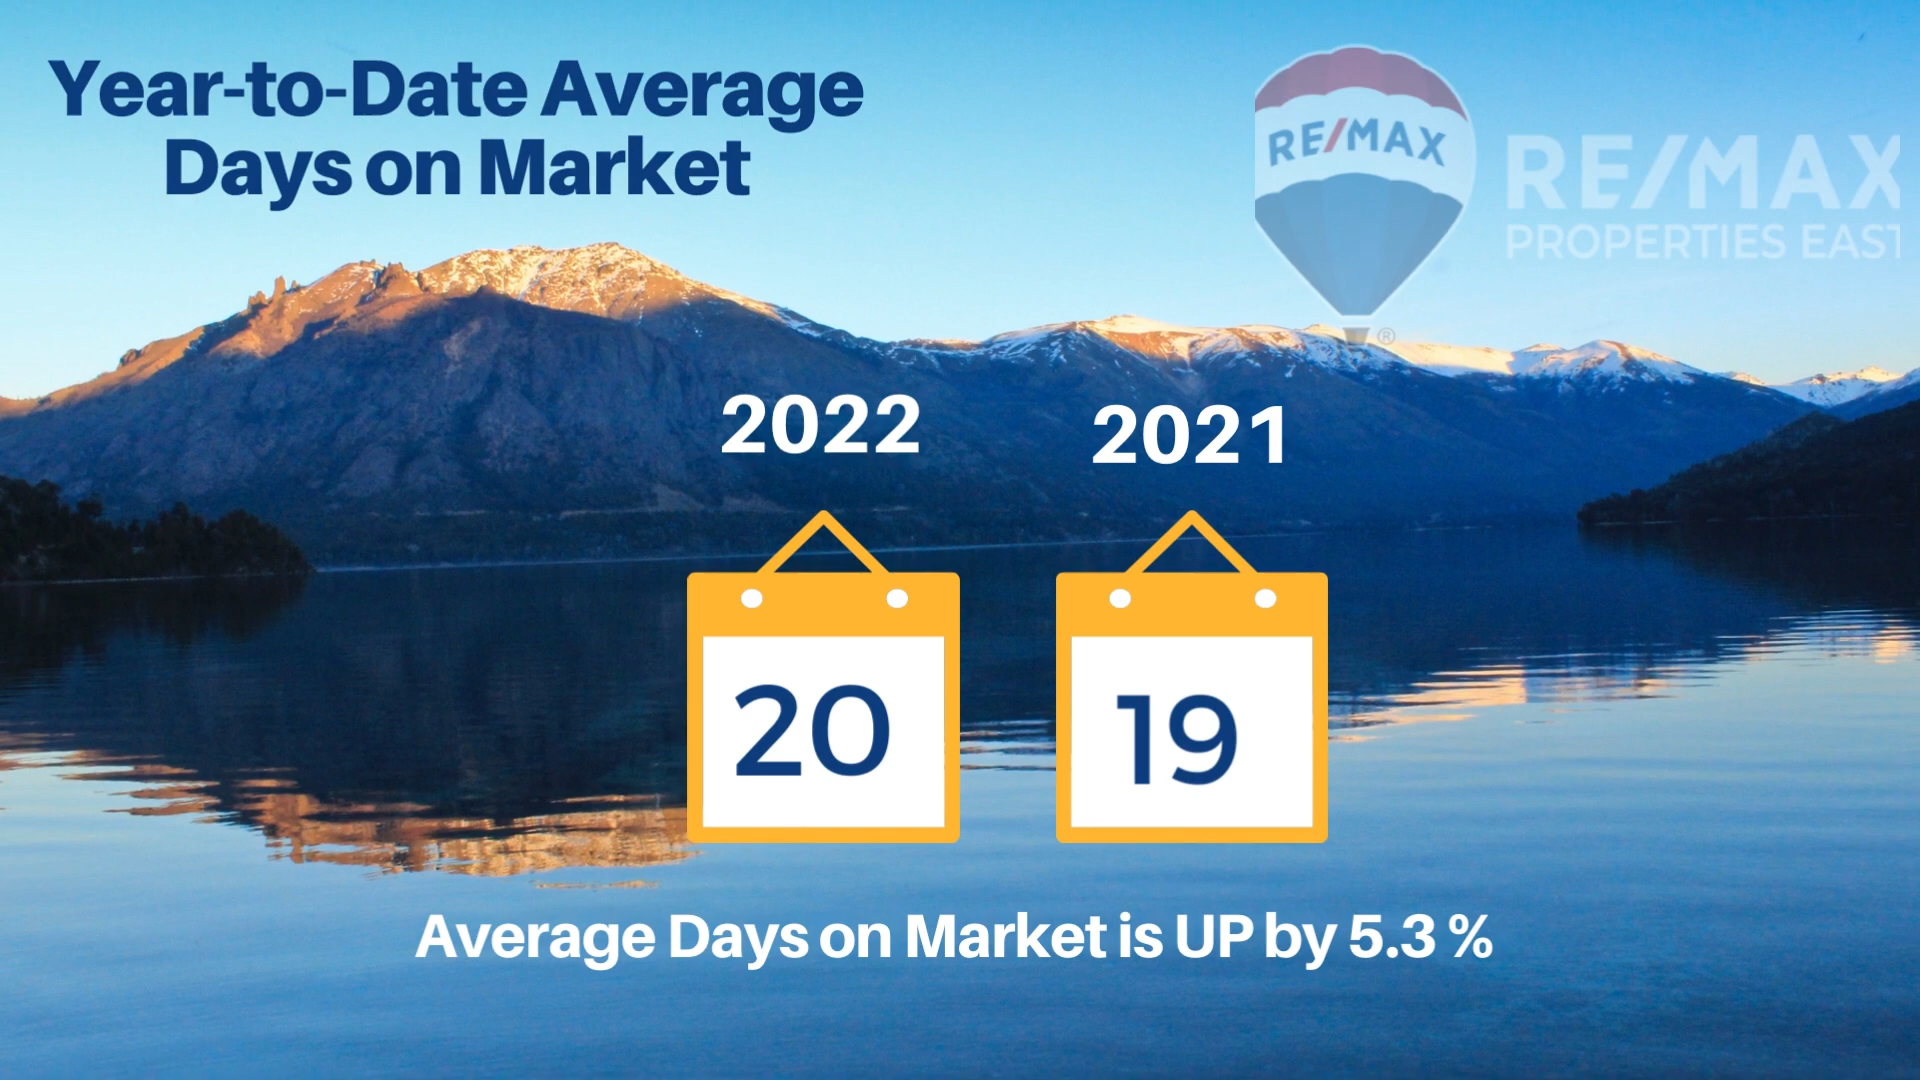 Year-to-Date Average
Days on Market
RE/MAX
RE/MAX
PROPERTIES EAST
®
2022
2021
20
19
Average Days on Market is UP by 5.3 %